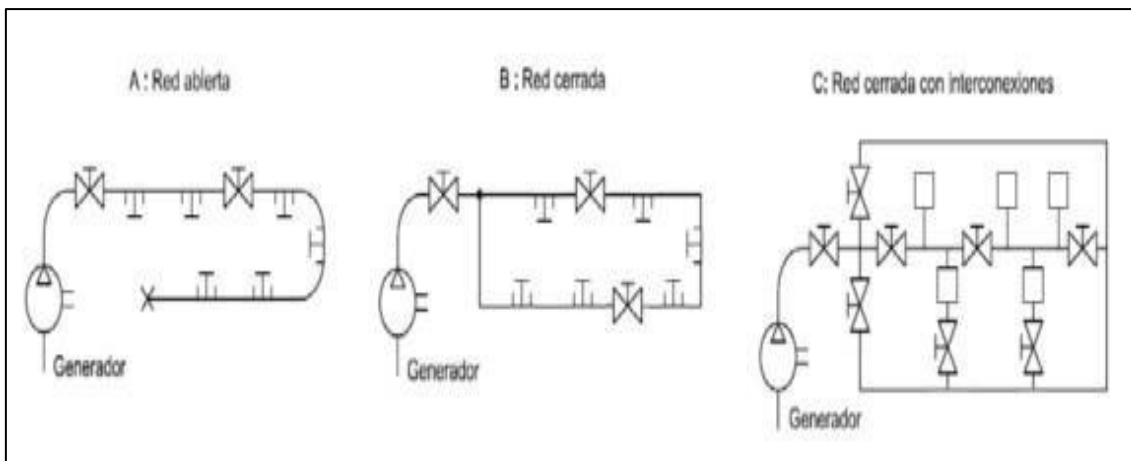 A : Red abierta
B : Red cerrada
C: Red cerrada con interconexiones
Generador
Generador
Generador